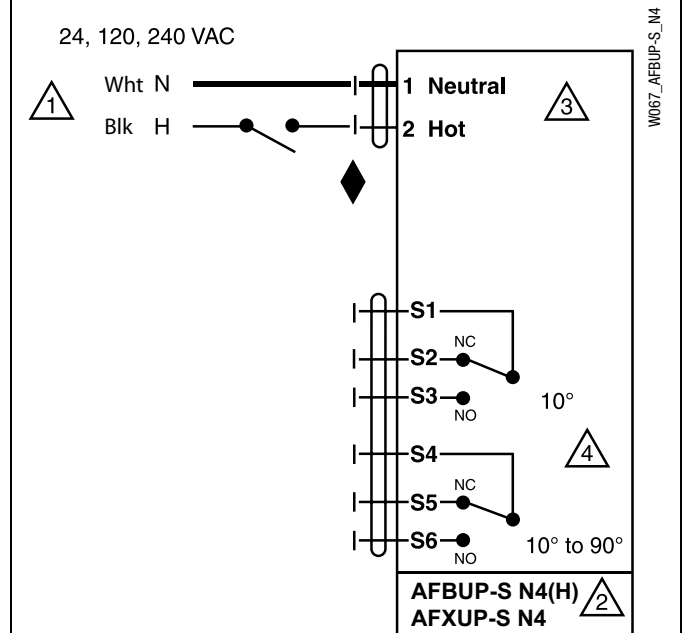 24, 120, 240 VAC
W067_AFBUP-S_N4
1
Wht N
1 Neutral
3
Blk H
2 Hot
S1
NC
S2
S3
NO
10°
S4
4
NC
S5
S6
NO
10° to 90°
AFBUP-S N4(H)
AFXUP-S N4
2